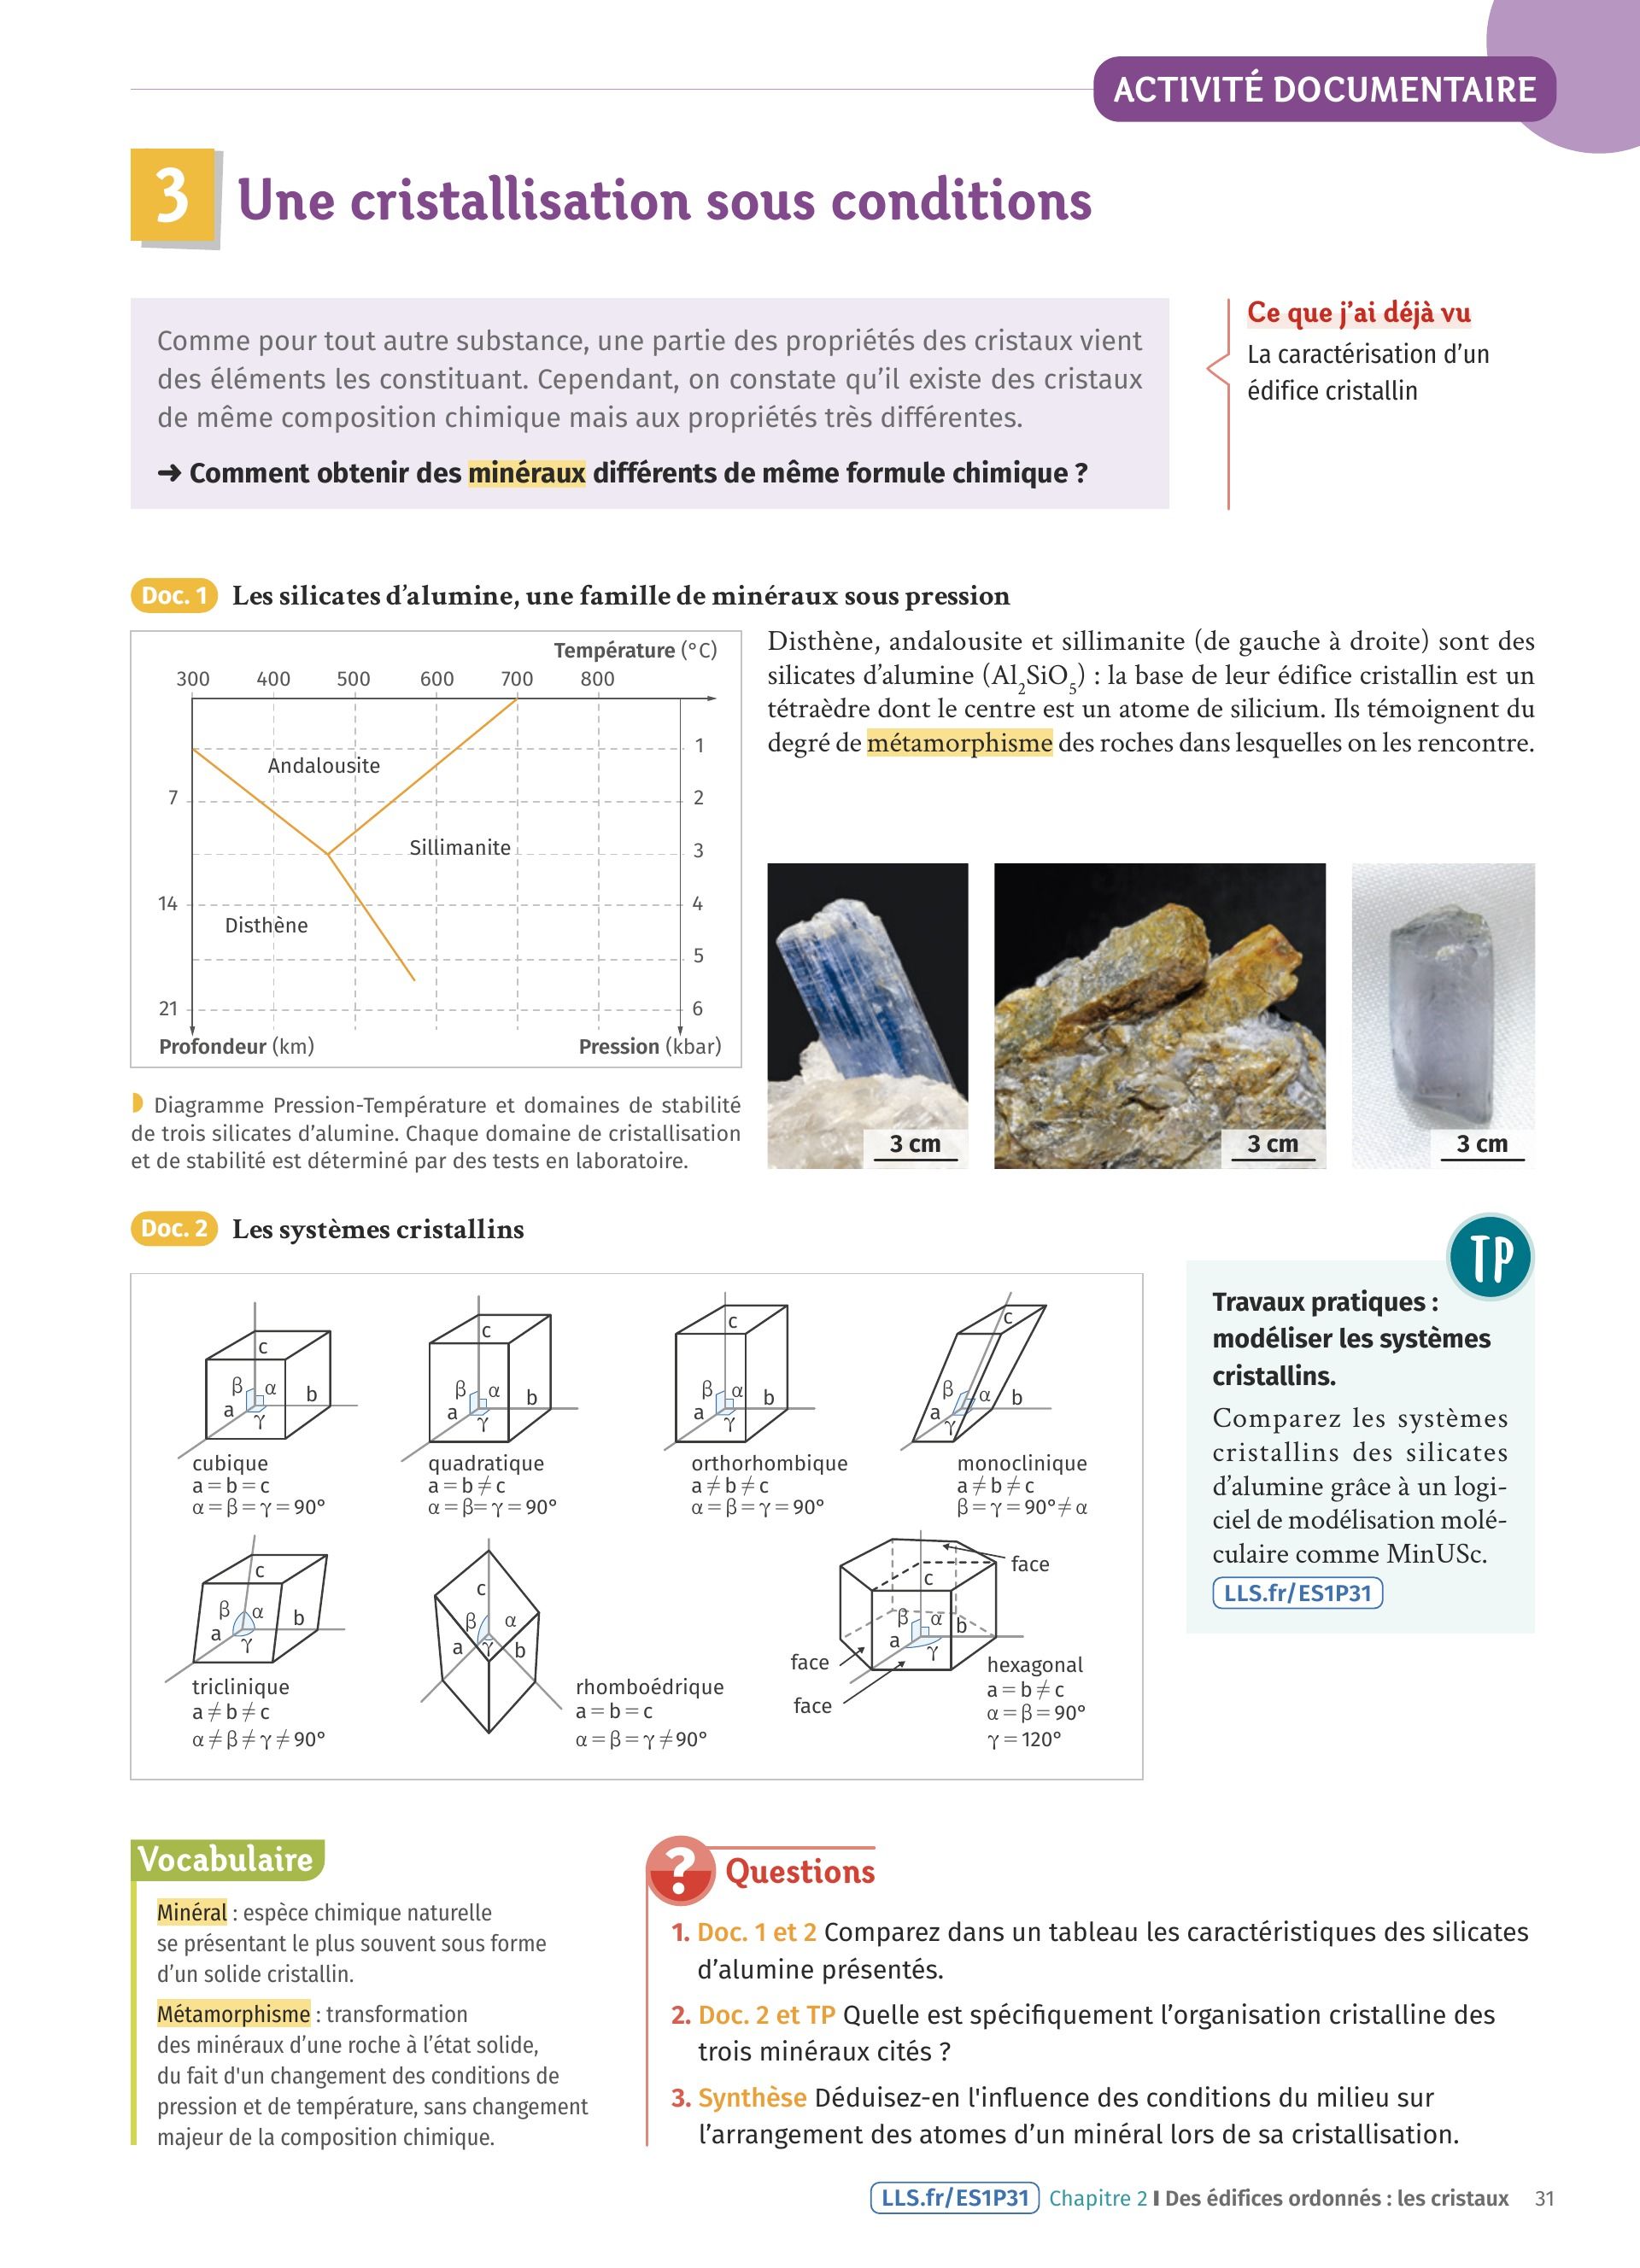 ACTIVITÉ DOCUMENTAIRE
3 Une cristallisation sous conditions
Comme pour tout autre substance, une partie des propriétés des cristaux vient
des éléments les constituant. Cependant, on constate qu’il existe des cristaux
de même composition chimique mais aux propriétés très différentes.
➜ Comment obtenir des minéraux différents de même formule chimique ?
Ce que j’ai déjà vu
La caractérisation d’un
édifice cristallin
Doc. 1 Les silicates d’alumine, une famille de minéraux sous pression
Température (°C)
300 400 500 600 700 800
1
Andalousite
7 2
Sillimanite 3
14 4
Disthène
5
21 6
Profondeur (km) Pression (kbar)
Diagramme Pression-Température et domaines de stabilité
de trois silicates d’alumine. Chaque domaine de cristallisation
et de stabilité est déterminé par des tests en laboratoire.
Disthène, andalousite et sillimanite (de gauche à droite) sont des
silicates d’alumine (Al₂SiO₅) : la base de leur édifice cristallin est un
tétraèdre dont le centre est un atome de silicium. Ils témoignent du
degré de métamorphisme des roches dans lesquelles on les rencontre.
3 cm 3 cm 3 cm
Doc. 2 Les systèmes cristallins
c
β α b
a γ
cubique
a = b = c
α = β = γ = 90°
c
β α b
a γ
quadratique
a = b ≠ c
α = β = γ = 90°
c
β α b
a γ
orthorhombique
a ≠ b ≠ c
α = β = γ = 90°
c
β α b
a γ
monoclinique
a ≠ b ≠ c
β = γ = 90° ≠ α
c
β α b
a γ
triclinique
a ≠ b ≠ c
α ≠ β ≠ γ ≠ 90°
c
β α
a γ b
rhomboédrique
a = b = c
α = β = γ ≠ 90°
face
c
β α b
a γ
face
face
hexagonal
a = b ≠ c
α = β = 90°
γ = 120°
TP
Travaux pratiques :
modéliser les systèmes
cristallins.
Comparez les systèmes
cristallins des silicates
d’alumine grâce à un logi-
ciel de modélisation molé-
culaire comme MinUSc.
LLS.fr/ES1P31
Vocabulaire
Minéral : espèce chimique naturelle
se présentant le plus souvent sous forme
d’un solide cristallin.
Métamorphisme : transformation
des minéraux d’une roche à l’état solide,
du fait d'un changement des conditions de
pression et de température, sans changement
majeur de la composition chimique.
? Questions
1. Doc. 1 et 2 Comparez dans un tableau les caractéristiques des silicates
d’alumine présentés.
2. Doc. 2 et TP Quelle est spécifiquement l’organisation cristalline des
trois minéraux cités ?
3. Synthèse Déduisez-en l'influence des conditions du milieu sur
l’arrangement des atomes d’un minéral lors de sa cristallisation.
LLS.fr/ES1P31 Chapitre 2 I Des édifices ordonnés : les cristaux 31